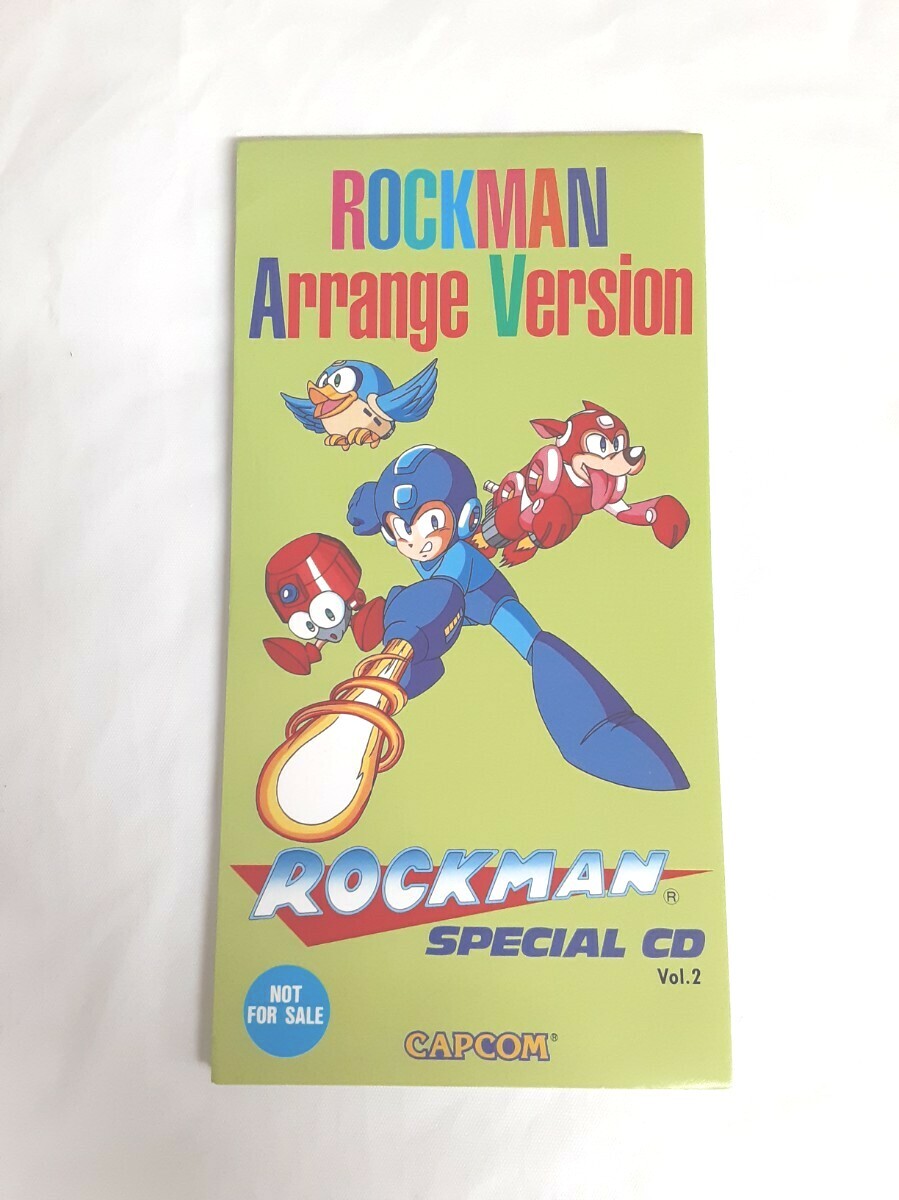 ROCKMAN
Arrange Version
ROCKMAN®
SPECIAL CD
Vol.2
NOT
FOR SALE
CAPCOM®